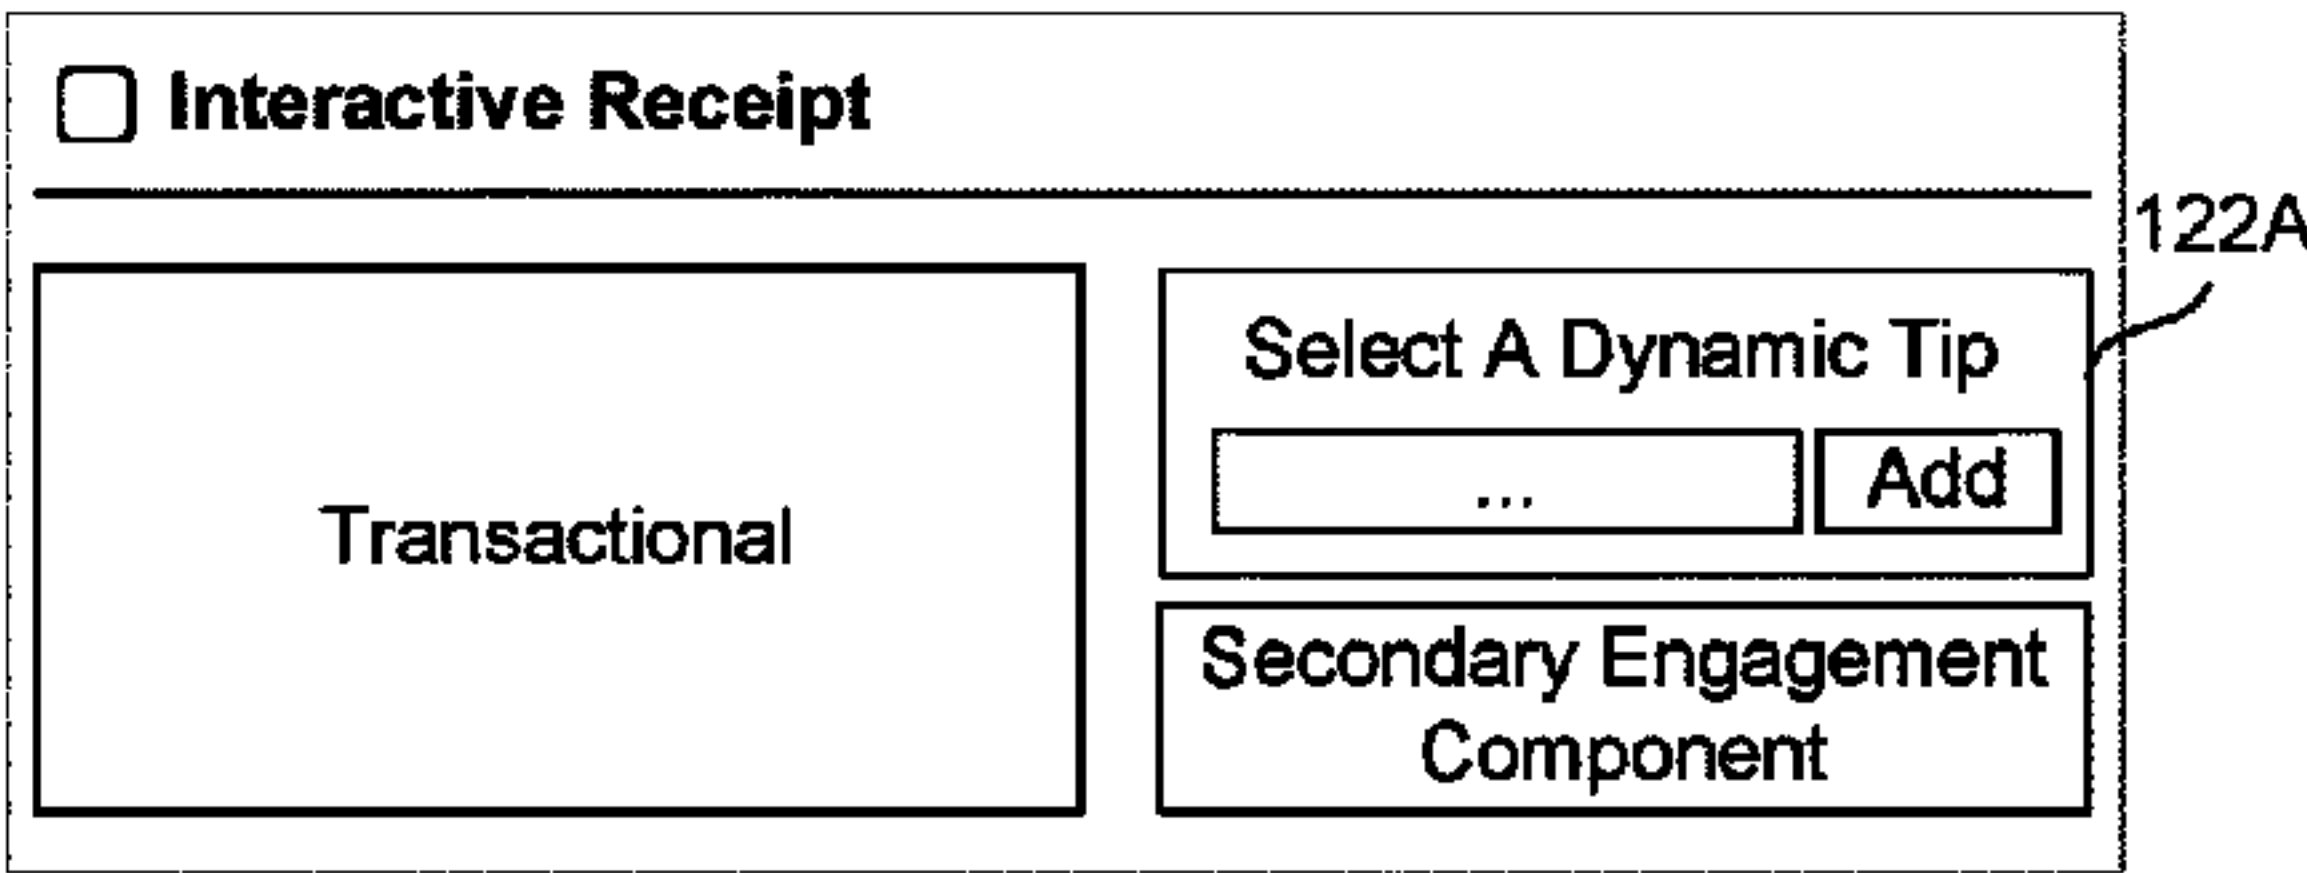 Interactive Receipt
122A
Transactional
Select A Dynamic Tip
... Add
Secondary Engagement
Component